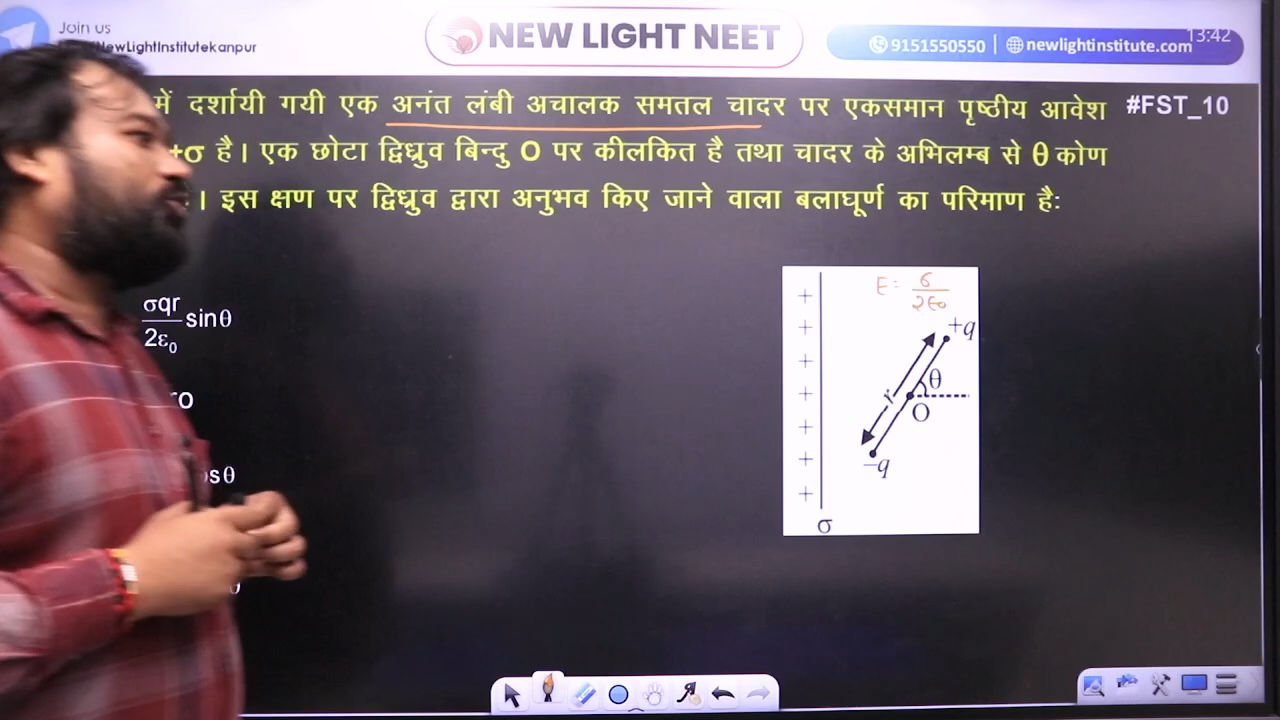 Join us
NewLightInstitutekanpur
NEW LIGHT NEET
9151550550 | newlightinstitute.com
13:42
में दर्शायी गयी एक अनंत लंबी अचालक समतल चादर पर एकसमान पृष्ठीय आवेश
#FST_10
+σ है। एक छोटा द्विध्रुव बिन्दु O पर कीलकित है तथा चादर के अभिलम्ब से θ कोण
। इस क्षण पर द्विध्रुव द्वारा अनुभव किए जाने वाला बलाघूर्ण का परिमाण है:
σqr/2ε₀ sinθ
E = σ/2ε₀
+ + + + + + +
+q
θ
r
O
−q
σ